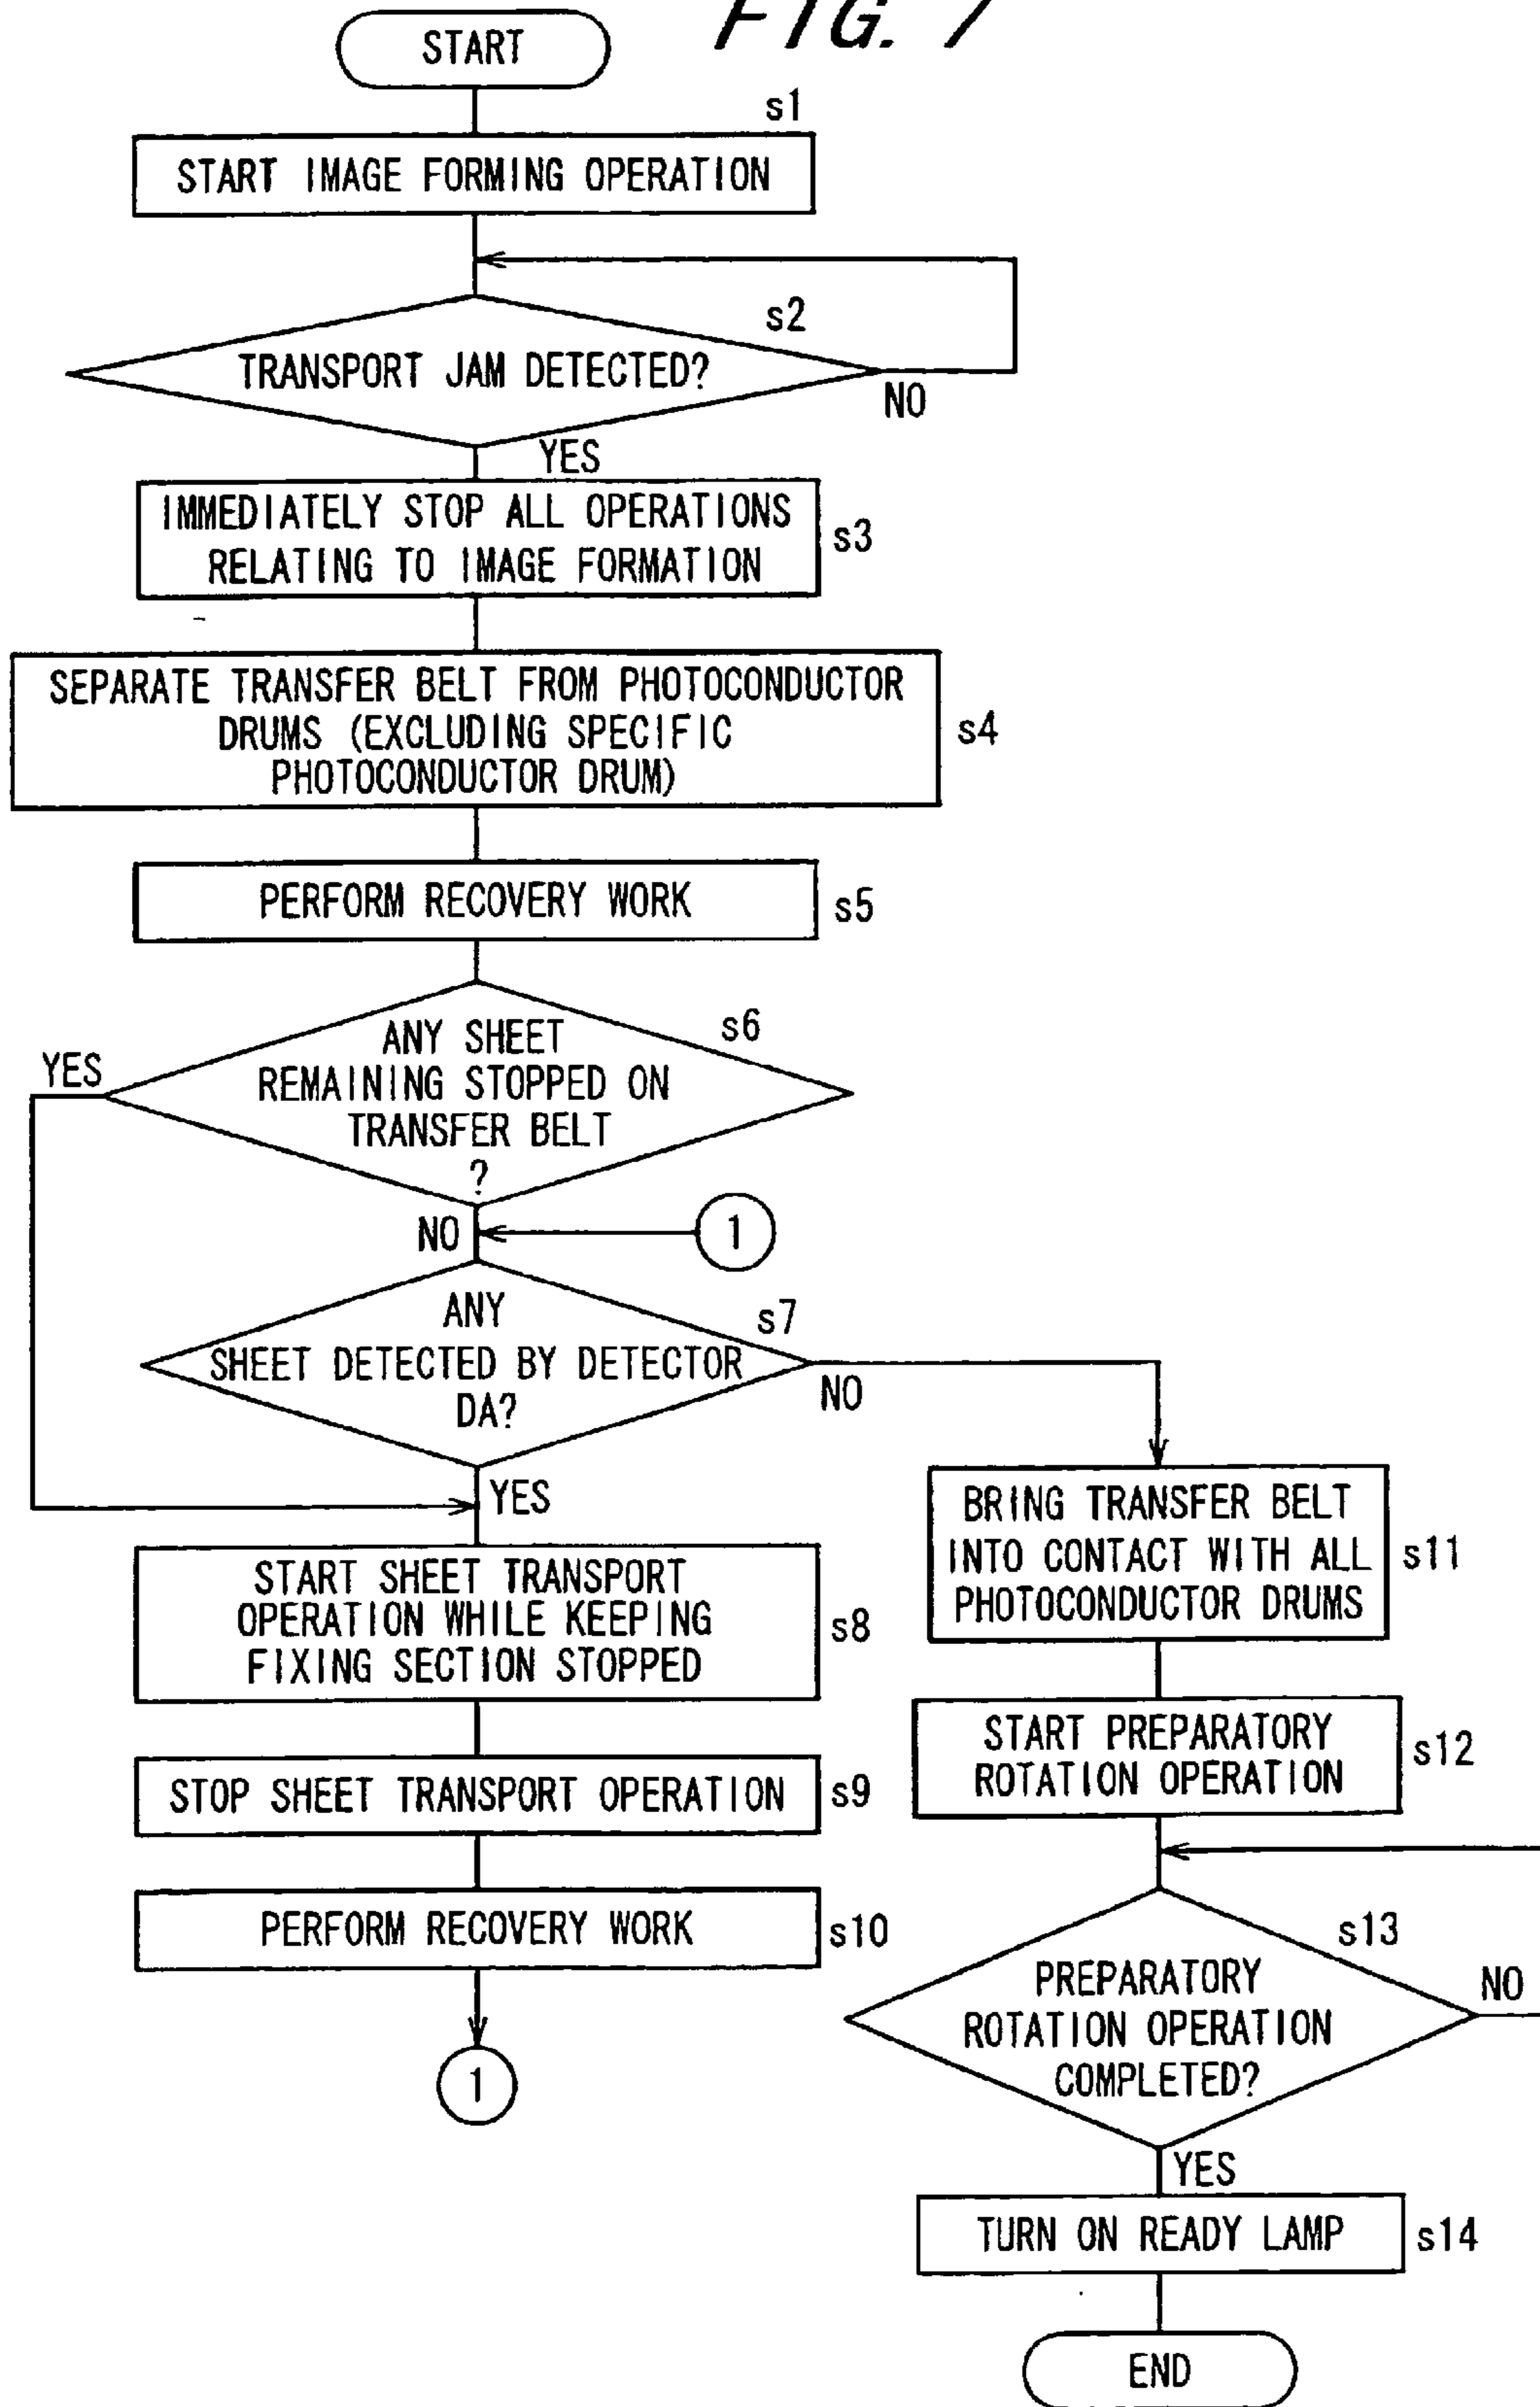 FIG. 7
START
s1
START IMAGE FORMING OPERATION
s2
TRANSPORT JAM DETECTED?
NO
YES
IMMEDIATELY STOP ALL OPERATIONS
RELATING TO IMAGE FORMATION
s3
SEPARATE TRANSFER BELT FROM PHOTOCONDUCTOR
DRUMS (EXCLUDING SPECIFIC
PHOTOCONDUCTOR DRUM)
s4
PERFORM RECOVERY WORK
s5
s6
ANY SHEET
REMAINING STOPPED ON
TRANSFER BELT
?
YES
NO
1
s7
ANY
SHEET DETECTED BY DETECTOR
DA?
NO
YES
START SHEET TRANSPORT
OPERATION WHILE KEEPING
FIXING SECTION STOPPED
s8
STOP SHEET TRANSPORT OPERATION
s9
PERFORM RECOVERY WORK
s10
1
BRING TRANSFER BELT
INTO CONTACT WITH ALL
PHOTOCONDUCTOR DRUMS
s11
START PREPARATORY
ROTATION OPERATION
s12
s13
PREPARATORY
ROTATION OPERATION
COMPLETED?
NO
YES
TURN ON READY LAMP
s14
END